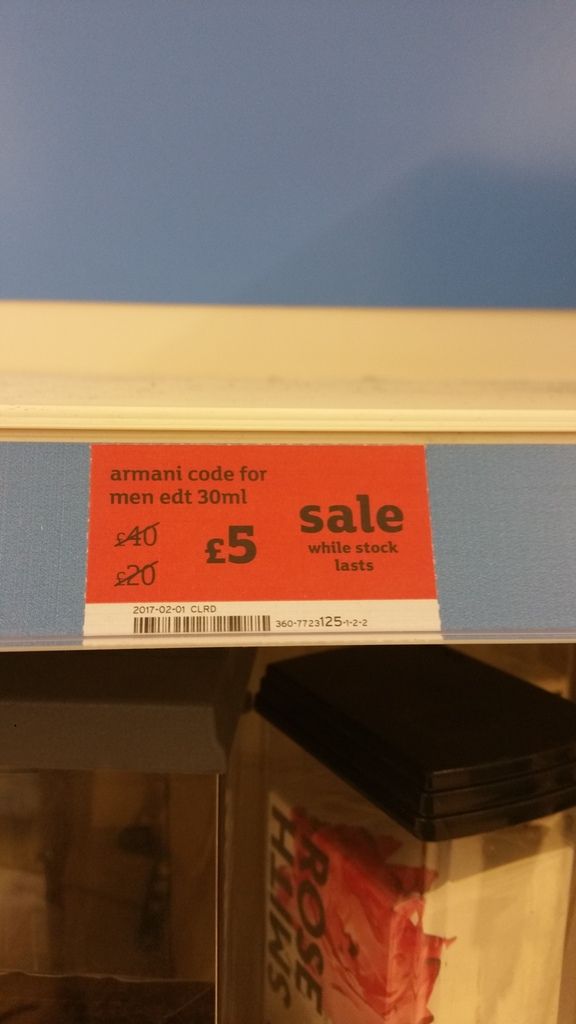 armani code for
men edt 30ml
£40
£20
£5
sale
while stock
lasts
2017-02-01 CLRD
360-7723125-1-2-2
ROSE
SMITH